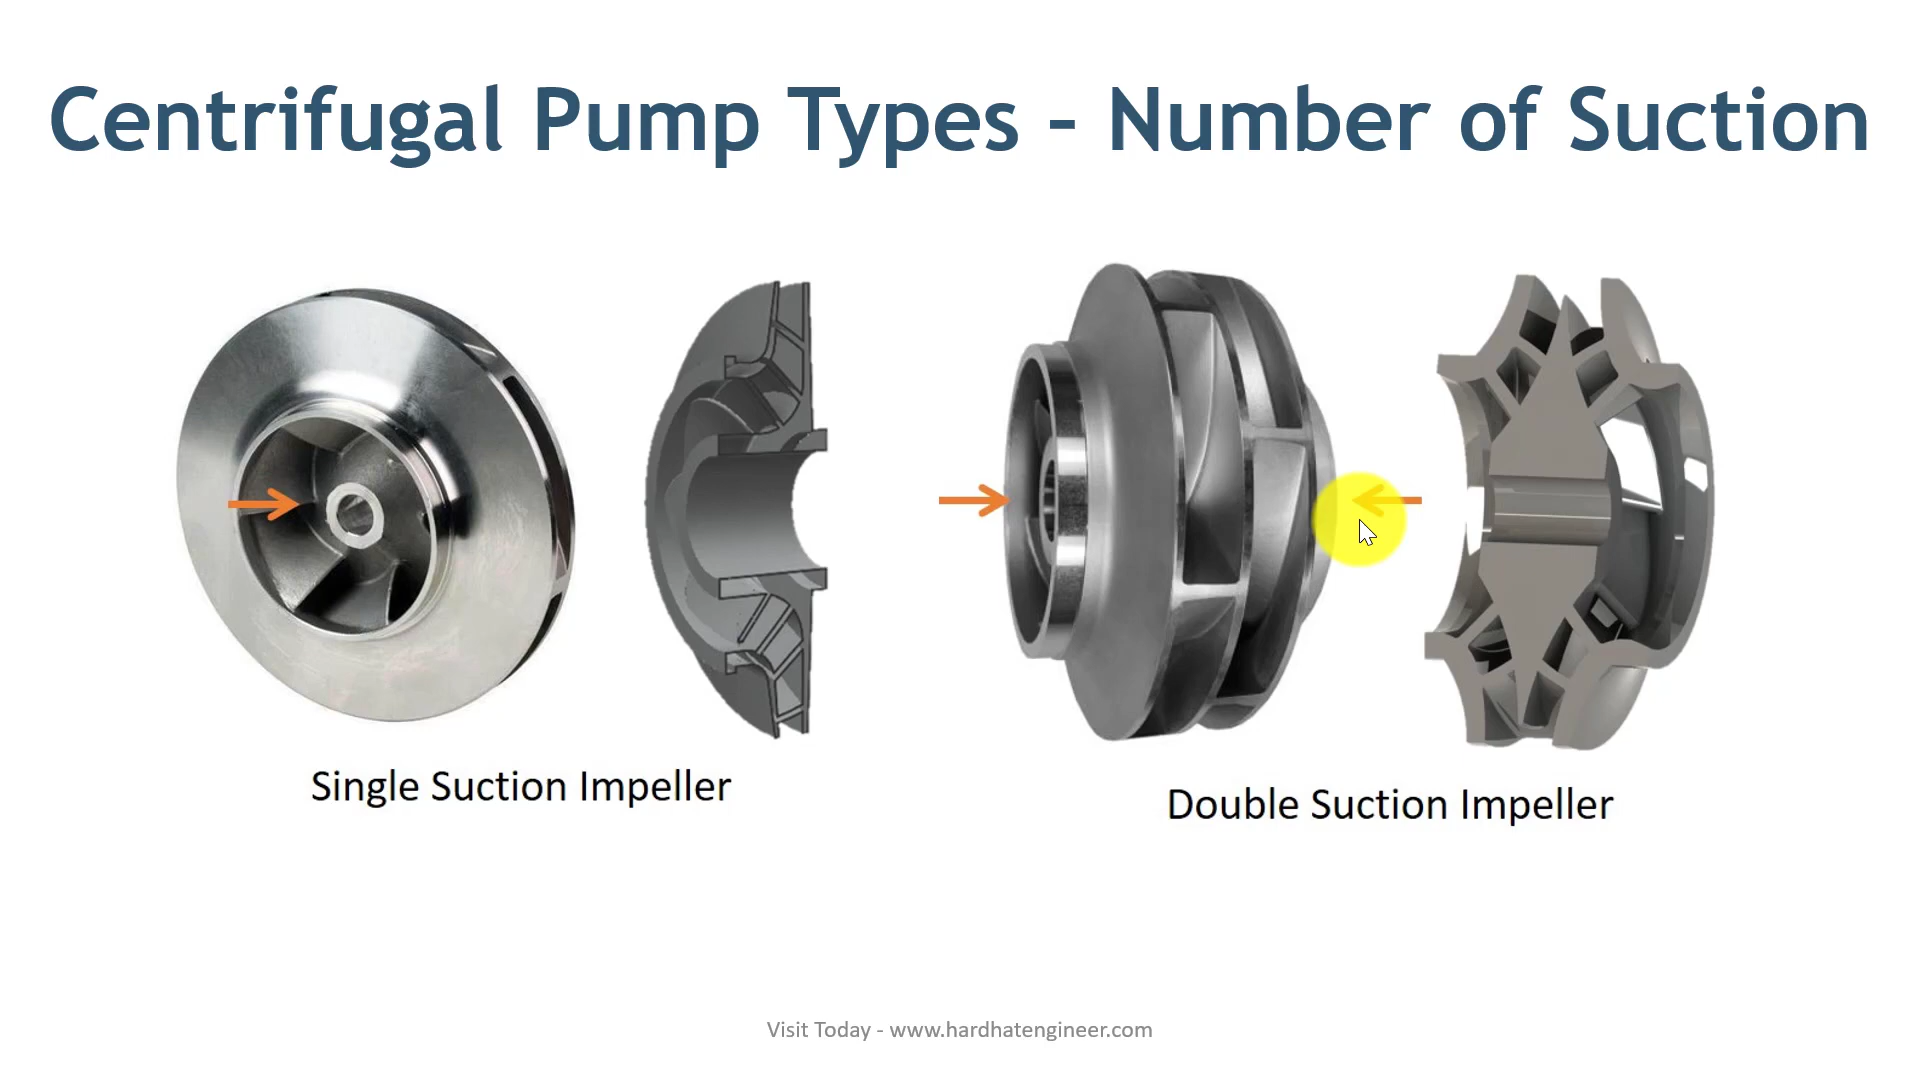 Centrifugal Pump Types - Number of Suction
Single Suction Impeller
Double Suction Impeller
Visit Today - www.hardhatengineer.com